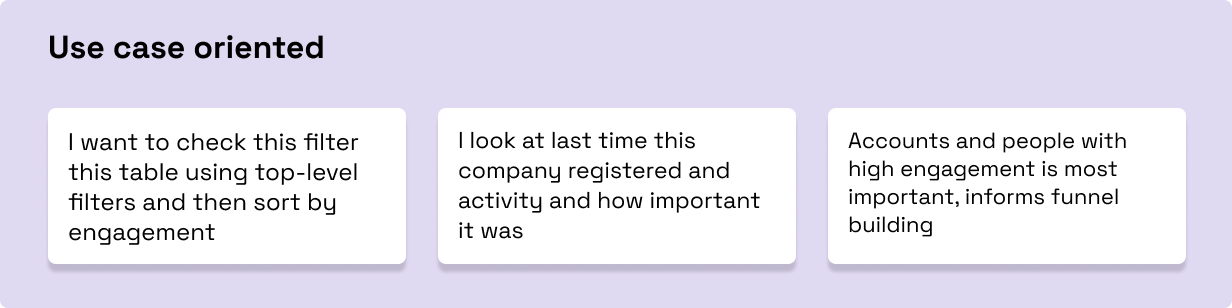 Use case oriented
I want to check this filter
this table using top-level
filters and then sort by
engagement
I look at last time this
company registered and
activity and how important
it was
Accounts and people with
high engagement is most
important, informs funnel
building